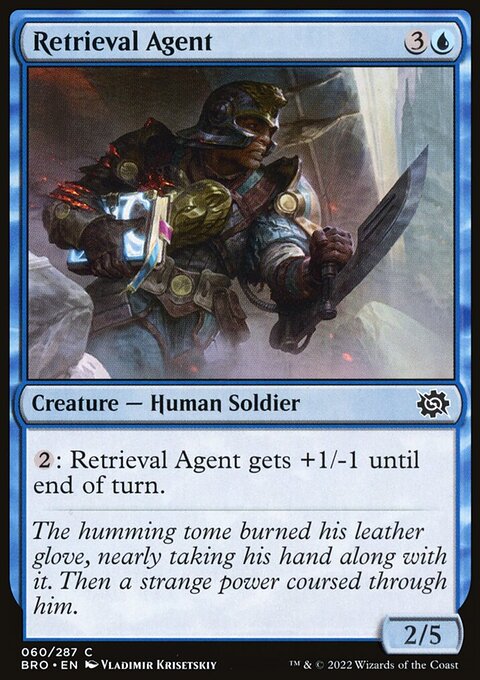 Retrieval Agent 3
Creature — Human Soldier
2: Retrieval Agent gets +1/-1 until
end of turn.
The humming tome burned his leather
glove, nearly taking his hand along with
it. Then a strange power coursed through
him.
2/5
060/287 C
BRO • EN Vladimir Krisetskiy
™ & © 2022 Wizards of the Coast